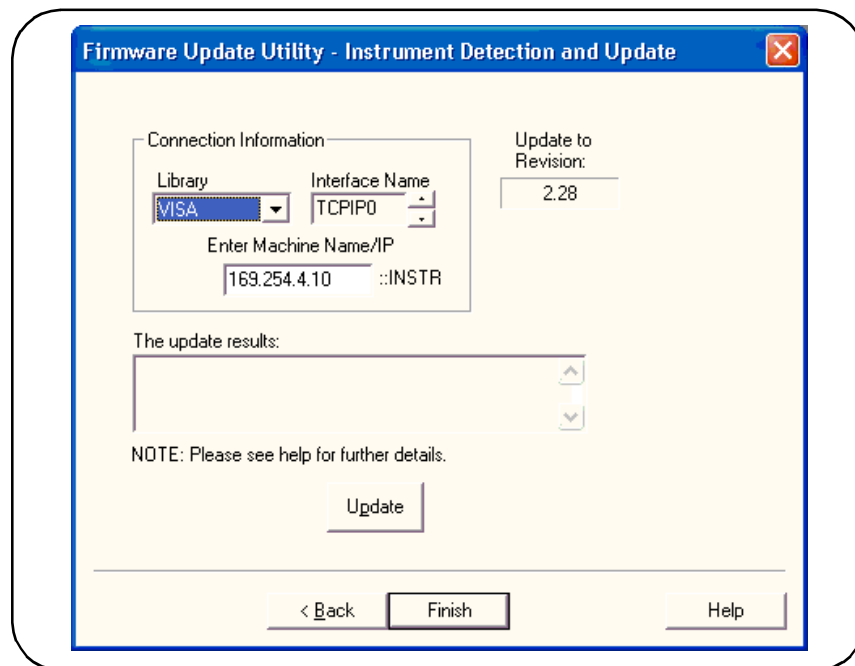 Firmware Update Utility - Instrument Detection and Update
Connection Information
Library
Interface Name
VISA
TCPIP0
Enter Machine Name/IP
169.254.4.10 ::INSTR
Update to
Revision:
2.28
The update results:
NOTE: Please see help for further details.
Update
< Back
Finish
Help